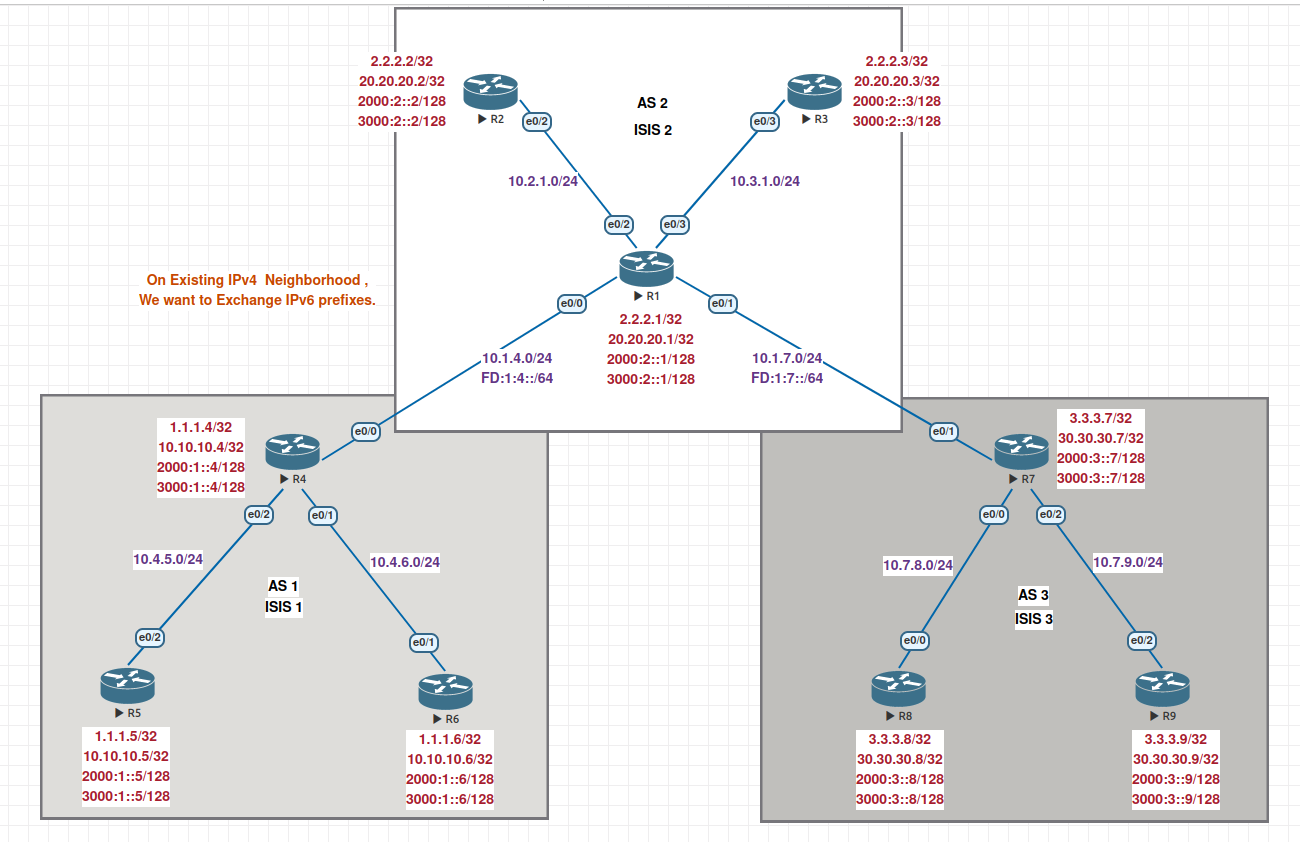 2.2.2.2/32
20.20.20.2/32
2000:2::2/128
3000:2::2/128
R2
e0/2
AS 2
ISIS 2
2.2.2.3/32
20.20.20.3/32
2000:2::3/128
3000:2::3/128
R3
e0/3
10.2.1.0/24
10.3.1.0/24
e0/2
e0/3
On Existing IPv4 Neighborhood ,
We want to Exchange IPv6 prefixes.
R1
e0/0
e0/1
2.2.2.1/32
20.20.20.1/32
2000:2::1/128
3000:2::1/128
10.1.4.0/24
FD:1:4::/64
10.1.7.0/24
FD:1:7::/64
e0/0
e0/1
1.1.1.4/32
10.10.10.4/32
2000:1::4/128
3000:1::4/128
R4
e0/2
e0/1
10.4.5.0/24
10.4.6.0/24
AS 1
ISIS 1
e0/2
e0/1
R5
1.1.1.5/32
10.10.10.5/32
2000:1::5/128
3000:1::5/128
R6
1.1.1.6/32
10.10.10.6/32
2000:1::6/128
3000:1::6/128
3.3.3.7/32
30.30.30.7/32
2000:3::7/128
3000:3::7/128
R7
e0/0
e0/2
10.7.8.0/24
10.7.9.0/24
AS 3
ISIS 3
e0/0
e0/2
R8
3.3.3.8/32
30.30.30.8/32
2000:3::8/128
3000:3::8/128
R9
3.3.3.9/32
30.30.30.9/32
2000:3::9/128
3000:3::9/128